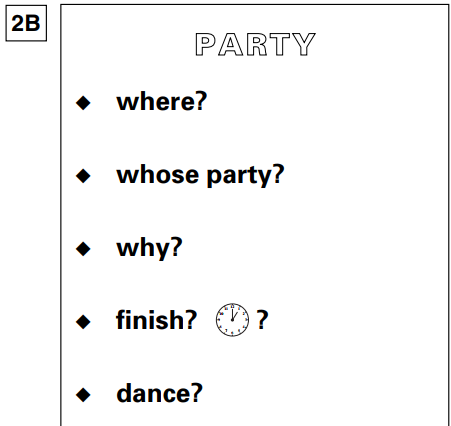 2B
PARTY
◆ where?
◆ whose party?
◆ why?
◆ finish? ?
◆ dance?